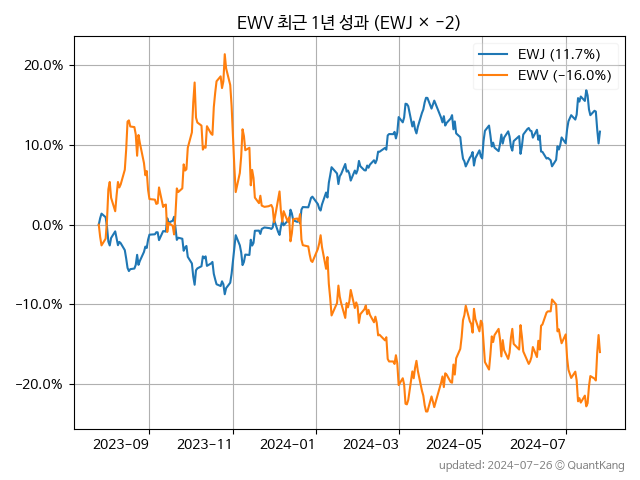 EWV 최근 1년 성과 (EWJ × −2)
EWJ (11.7%)
EWV (−16.0%)
20.0%
10.0%
0.0%
−10.0%
−20.0%
2023−09 2023−11 2024−01 2024−03 2024−05 2024−07
updated: 2024-07-26 © QuantKang